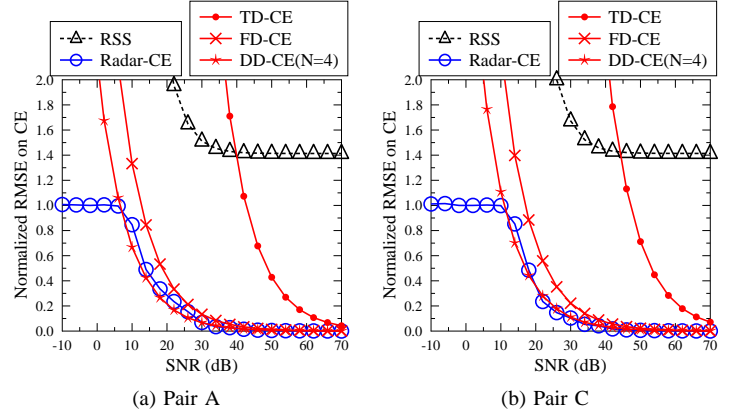 RSS
Radar-CE
TD-CE
FD-CE
DD-CE(N=4)
Normalized RMSE on CE
2.0
1.8
1.6
1.4
1.2
1.0
0.8
0.6
0.4
0.2
0.0
-10 0 10 20 30 40 50 60 70
SNR (dB)
(a) Pair A
RSS
Radar-CE
TD-CE
FD-CE
DD-CE(N=4)
Normalized RMSE on CE
2.0
1.8
1.6
1.4
1.2
1.0
0.8
0.6
0.4
0.2
0.0
-10 0 10 20 30 40 50 60 70
SNR (dB)
(b) Pair C